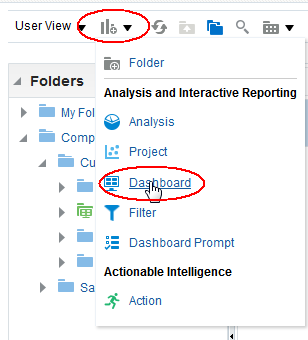 User View
Folder
Folders
Analysis and Interactive Reporting
My Fol
Analysis
Comp
Project
Cu
Dashboard
Filter
Dashboard Prompt
Actionable Intelligence
Sa
Action